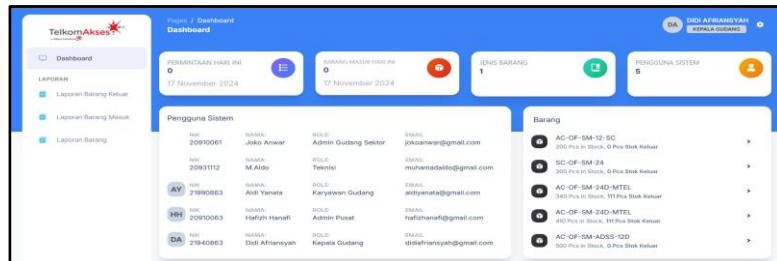 TelkomAkses
Pages / Dashboard
Dashboard
DA
DIDI AFRIANSYAH
KEPALA GUDANG
Dashboard
LAPORAN
Laporan Barang Keluar
Laporan Barang Masuk
Laporan Barang
PERMINTAAN HARI INI
0
17 November 2024
BARANG MASUK HARI INI
0
17 November 2024
JENIS BARANG
1
PENGGUNA SISTEM
5
Pengguna Sistem
NIK: NAMA: ROLE: EMAIL:
20910061 Joko Anwar Admin Gudang Sektor jokoanwar@gmail.com
NIK: NAMA: ROLE: EMAIL:
20931112 M.Aldo Teknisi muhamadaldo@gmail.com
AY
NIK: NAMA: ROLE: EMAIL:
21990863 Aldi Yanata Karyawan Gudang aldiyanata@gmail.com
HH
NIK: NAMA: ROLE: EMAIL:
20910063 Hafizh Hanafi Admin Pusat hafizhanafi@gmail.com
DA
NIK: NAMA: ROLE: EMAIL:
21940863 Didi Afriansyah Kepala Gudang didiafriansyah@gmail.com
Barang
AC-OF-SM-12-SC
200 Pcs in Stock, 0 Pcs Stok Keluar
SC-OF-SM-24
300 Pcs in Stock, 0 Pcs Stok Keluar
AC-OF-SM-24D-MTEL
340 Pcs in Stock, 111 Pcs Stok Keluar
AC-OF-SM-24D-MTEL
410 Pcs in Stock, 111 Pcs Stok Keluar
AC-OF-SM-ADSS-12D
500 Pcs in Stock, 0 Pcs Stok Keluar